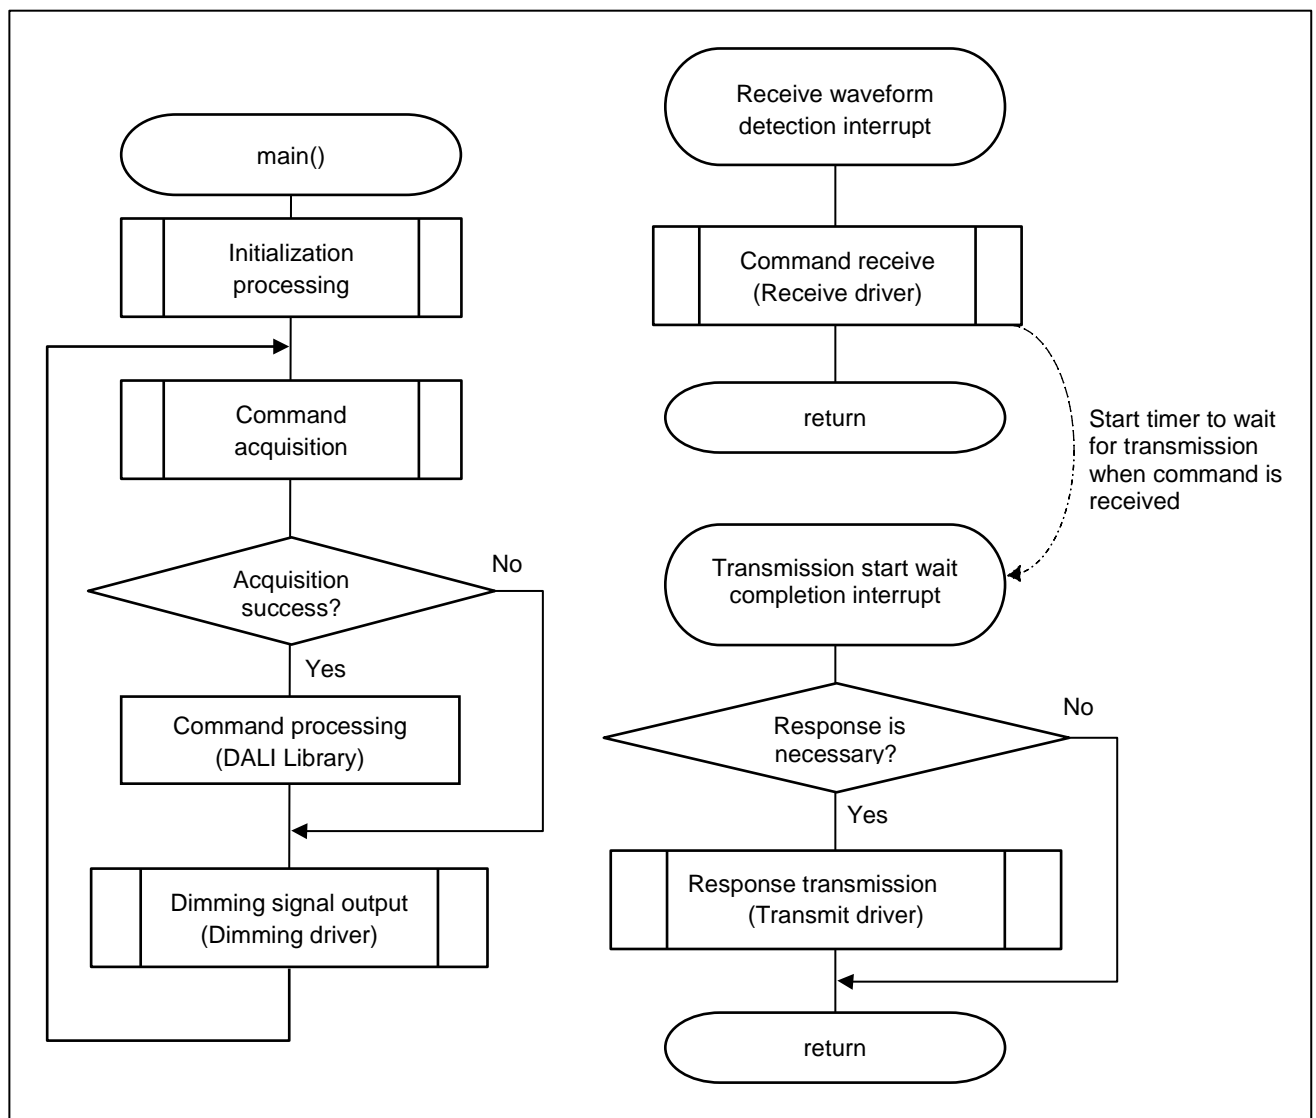 main()
Initialization
processing
Command
acquisition
Acquisition
success?
No
Yes
Command processing
(DALI Library)
Dimming signal output
(Dimming driver)
Receive waveform
detection interrupt
Command receive
(Receive driver)
return
Start timer to wait
for transmission
when command is
received
Transmission start wait
completion interrupt
Response is
necessary?
No
Yes
Response transmission
(Transmit driver)
return